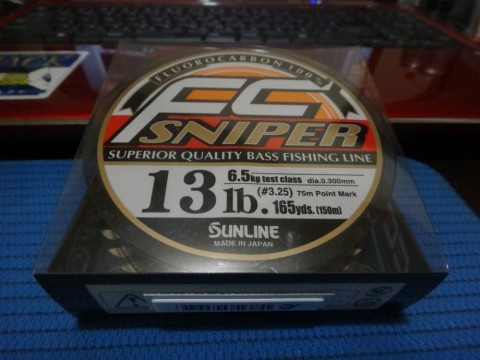 FLUOROCARBON 100%
FC
SNIPER
SUPERIOR QUALITY BASS FISHING LINE
13lb.
6.5kg test class dia.0.300mm
(#3.25) 75m Point Mark
165yds. (150m)
SUNLINE
MADE IN JAPAN